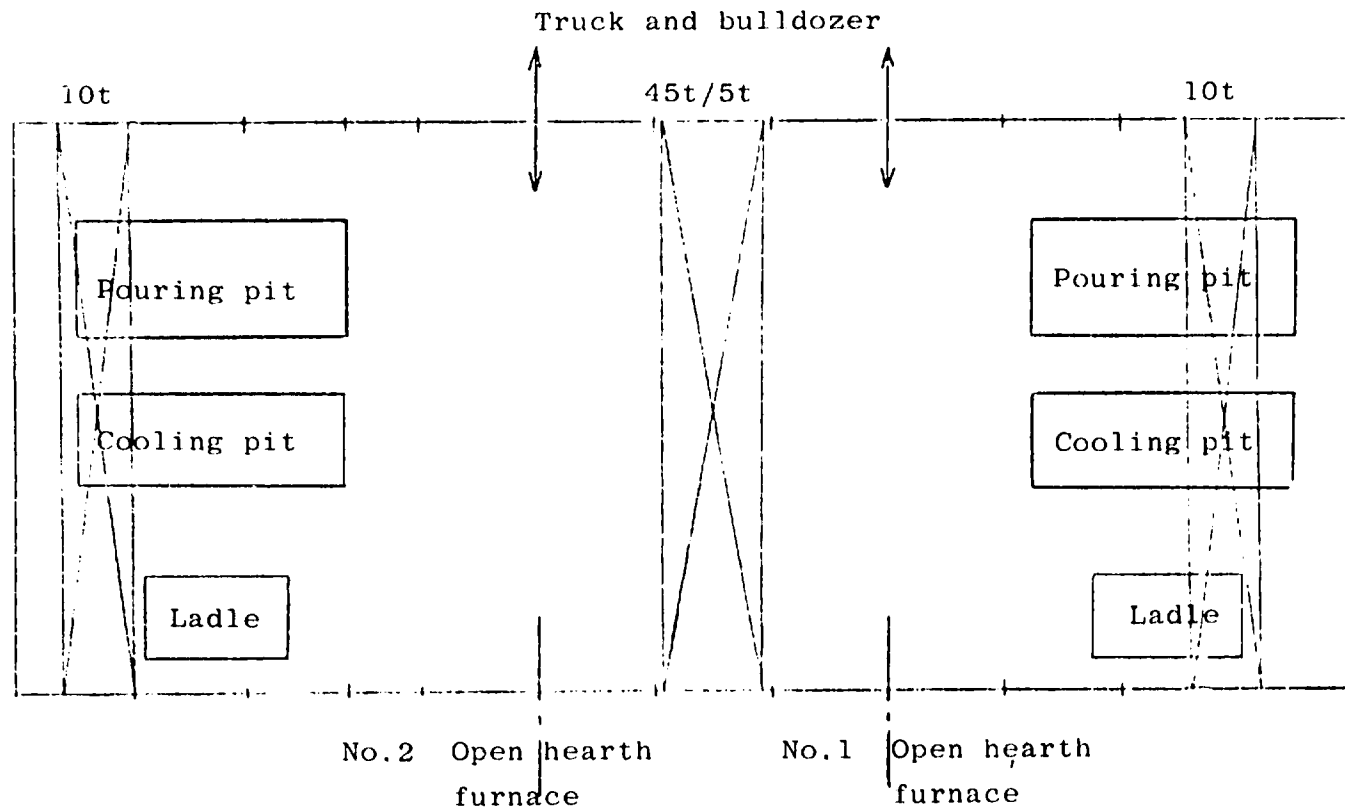 Truck and bulldozer
10t 45t/5t 10t
Pouring pit Pouring pit
Cooling pit Cooling pit
Ladle Ladle
No.2 Open hearth furnace
No.1 Open hearth furnace